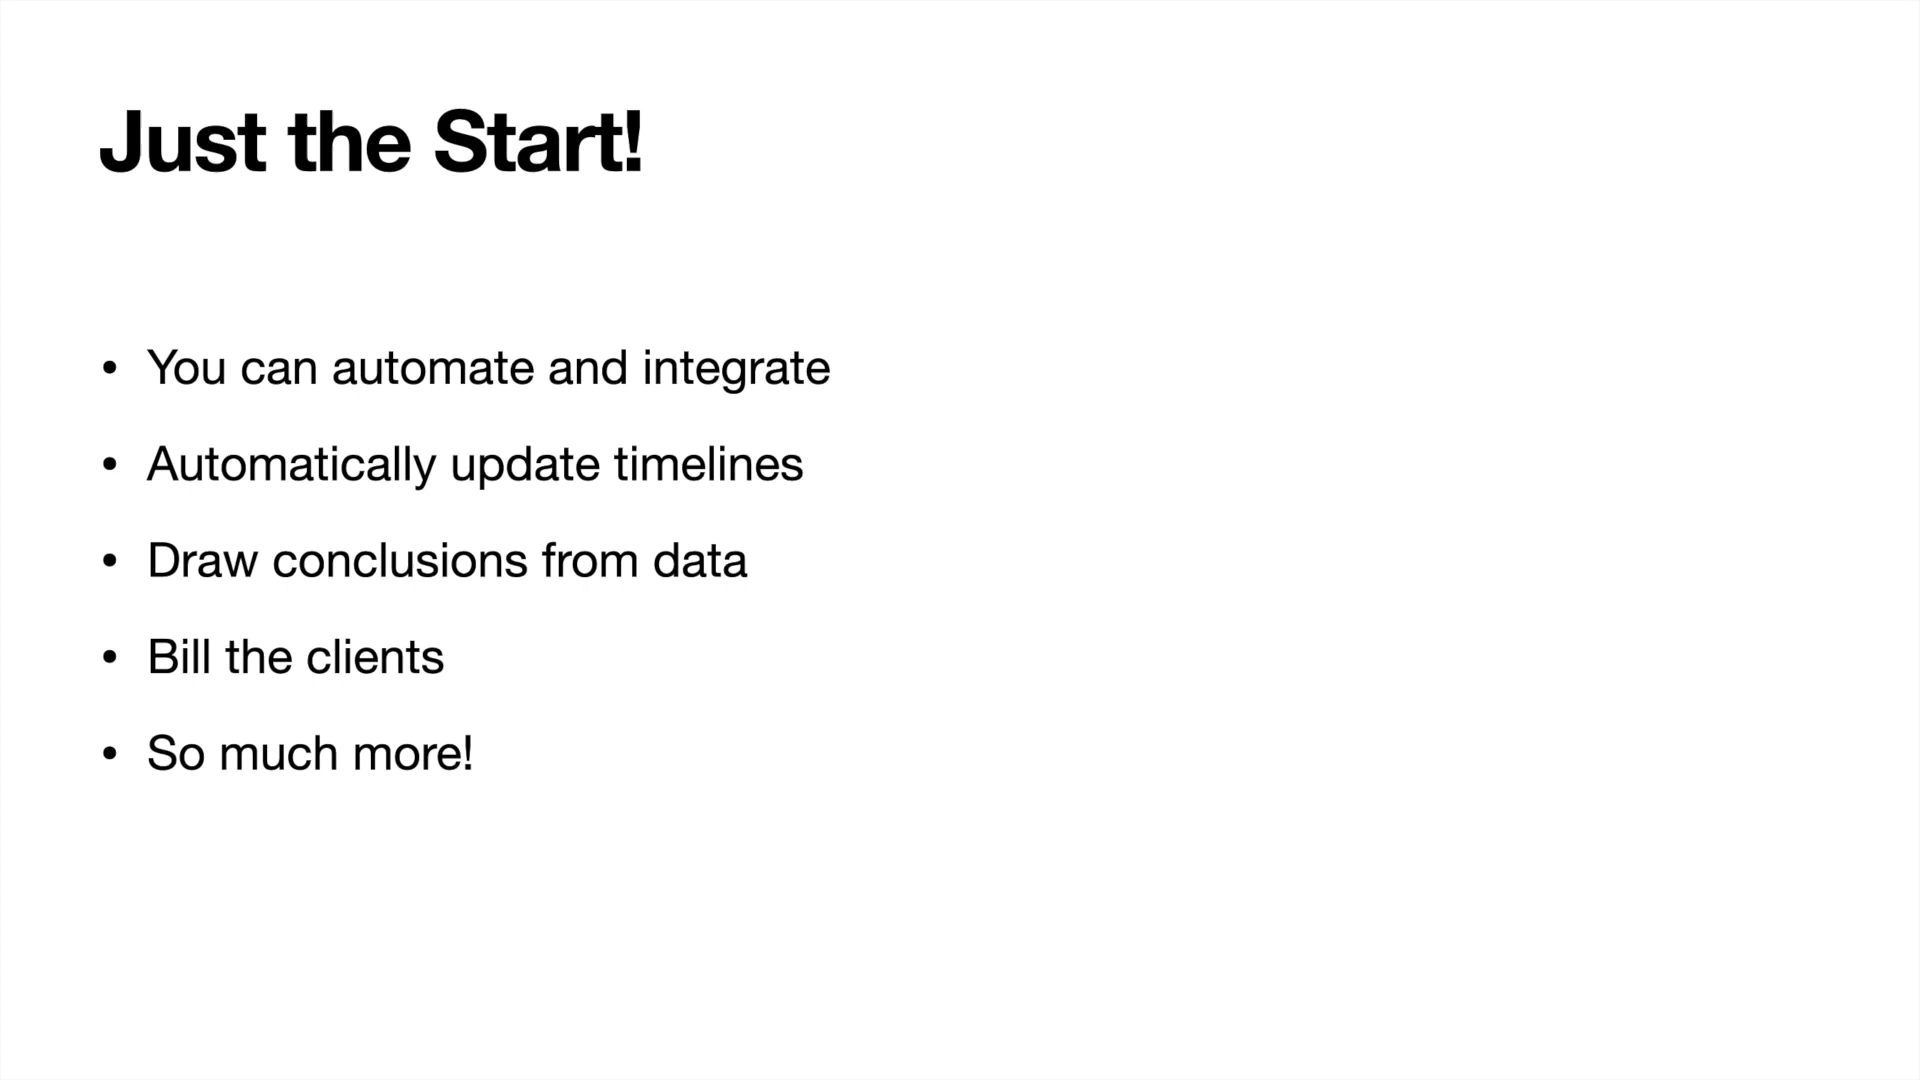 Just the Start!
• You can automate and integrate
• Automatically update timelines
• Draw conclusions from data
• Bill the clients
• So much more!